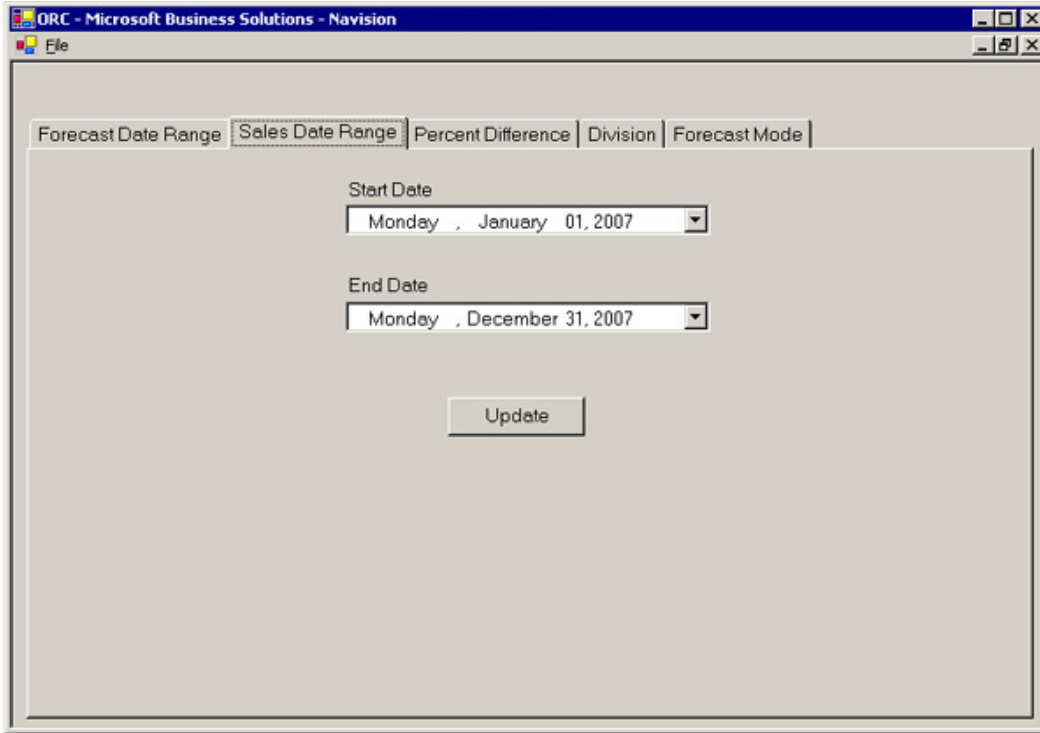 ORC - Microsoft Business Solutions - Navision
File
Forecast Date Range Sales Date Range Percent Difference Division Forecast Mode
Start Date
Monday , January 01, 2007
End Date
Monday , December 31, 2007
Update